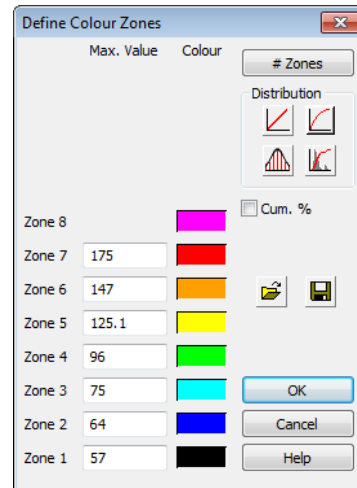 Define Colour Zones
Max. Value Colour
# Zones
Distribution
Cum. %
Zone 8
Zone 7 175
Zone 6 147
Zone 5 125.1
Zone 4 96
Zone 3 75 OK
Zone 2 64 Cancel
Zone 1 57 Help